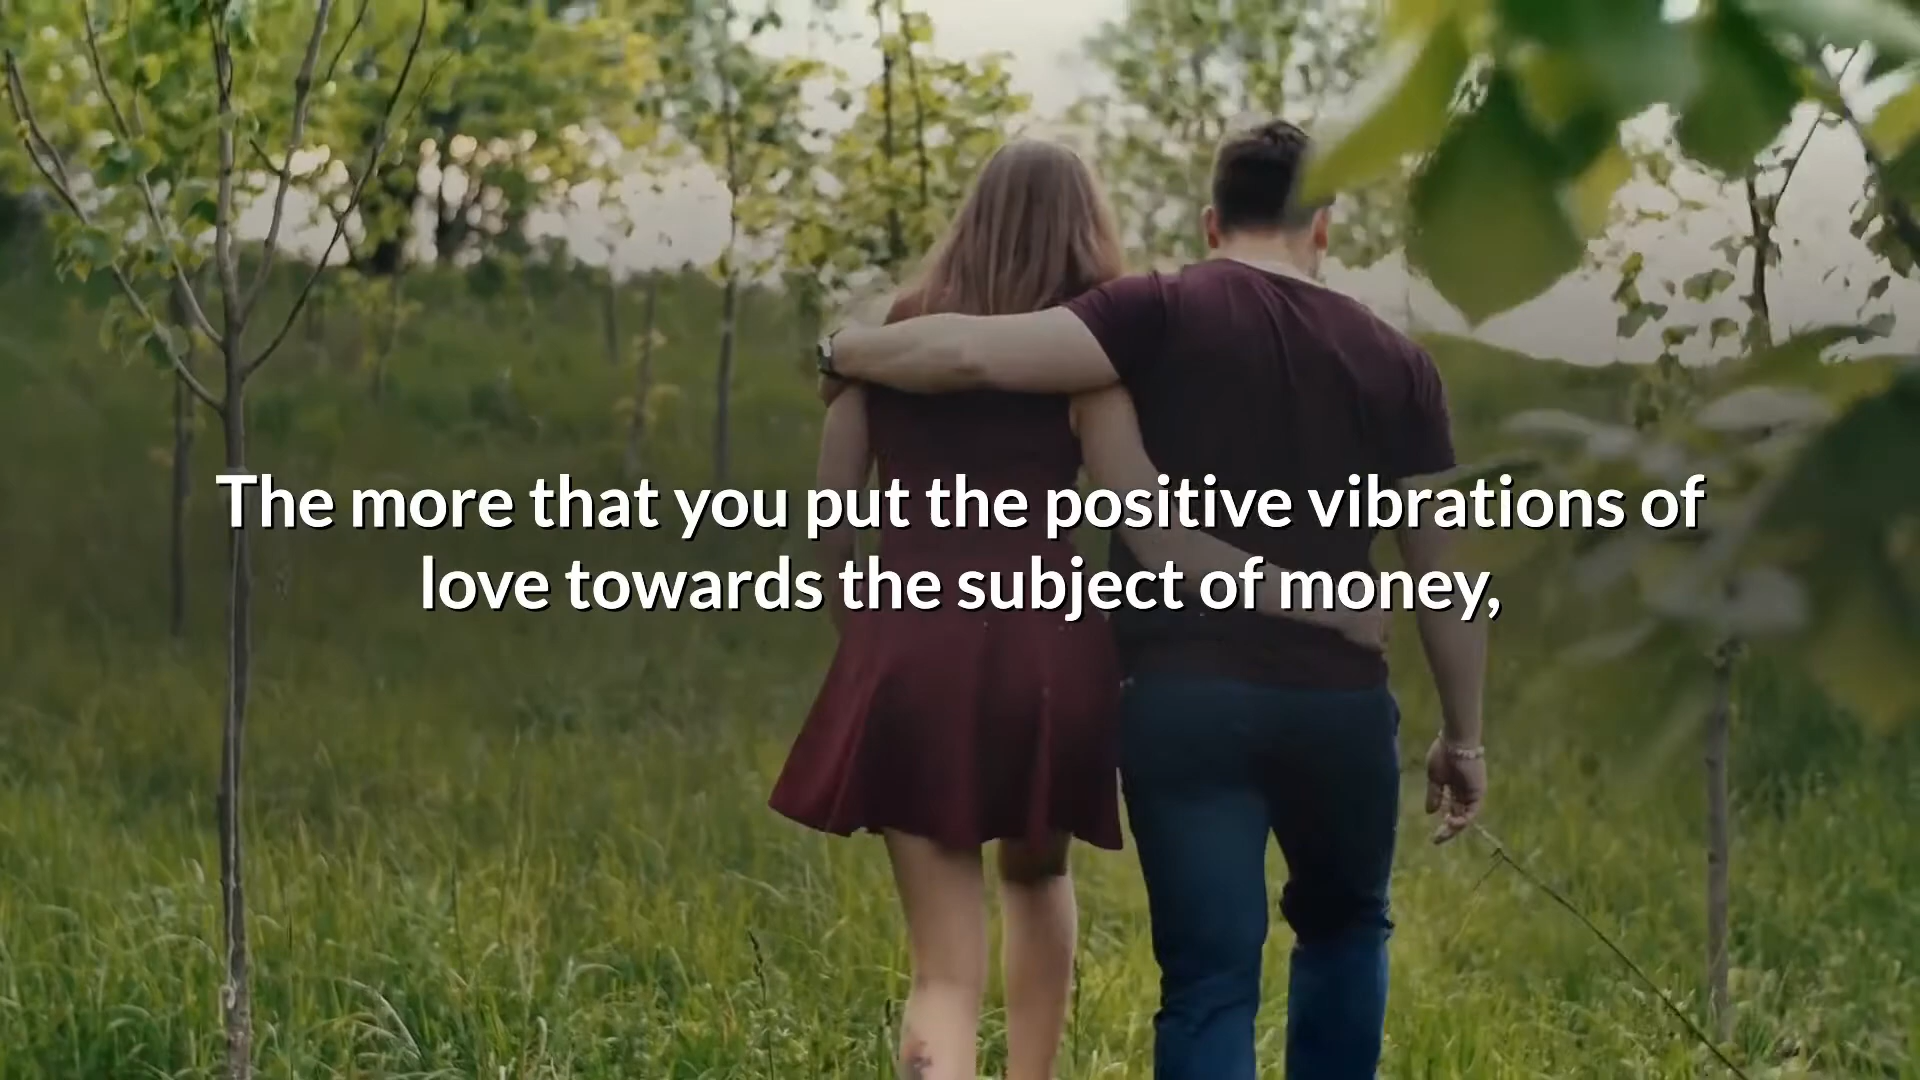 The more that you put the positive vibrations of
love towards the subject of money,